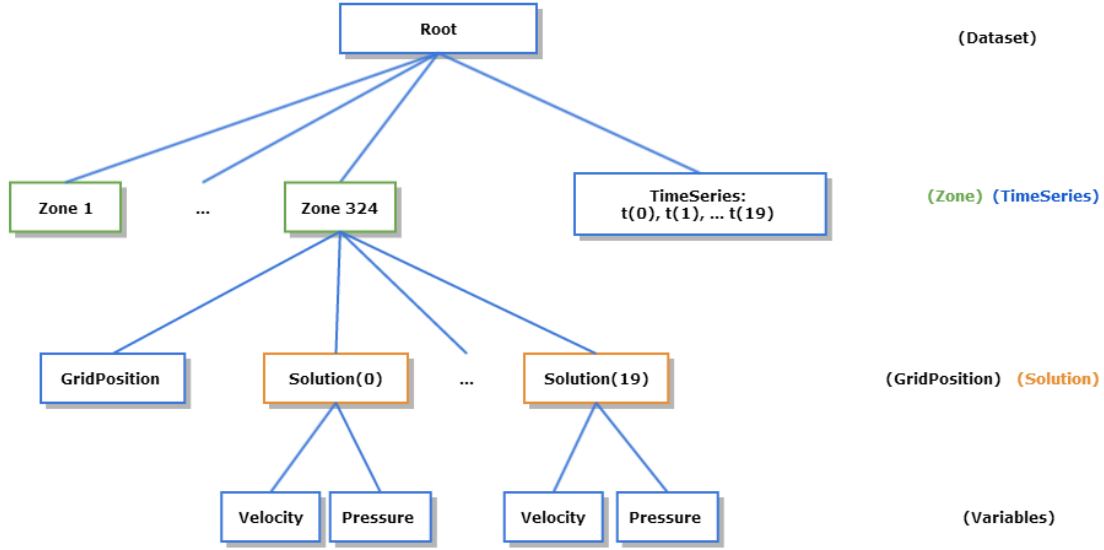 Root
(Dataset)
Zone 1
...
Zone 324
TimeSeries:
t(0), t(1), ... t(19)
(Zone) (TimeSeries)
GridPosition
Solution(0)
...
Solution(19)
(GridPosition) (Solution)
Velocity
Pressure
Velocity
Pressure
(Variables)